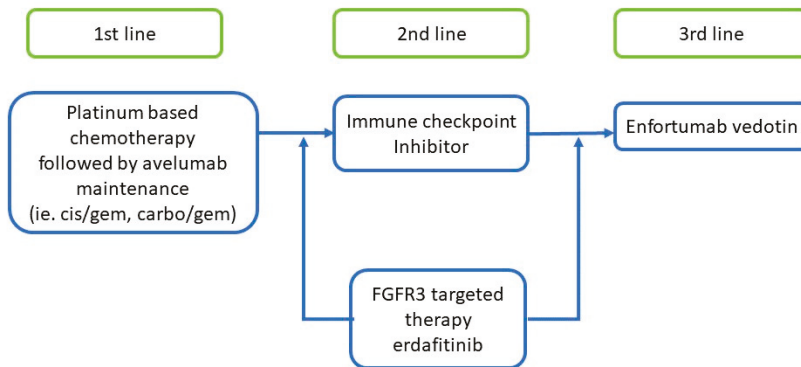 1st line
2nd line
3rd line
Platinum based
chemotherapy
followed by avelumab
maintenance
(ie. cis/gem, carbo/gem)
Immune checkpoint
Inhibitor
Enfortumab vedotin
FGFR3 targeted
therapy
erdafitinib